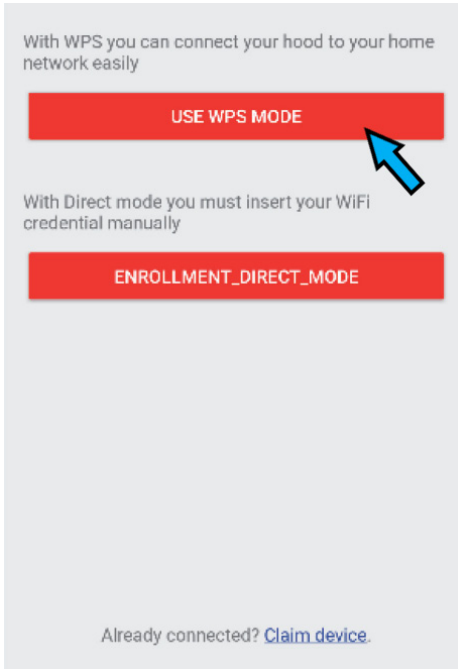 With WPS you can connect your hood to your home
network easily
USE WPS MODE
With Direct mode you must insert your WiFi
credential manually
ENROLLMENT_DIRECT_MODE
Already connected? Claim device.